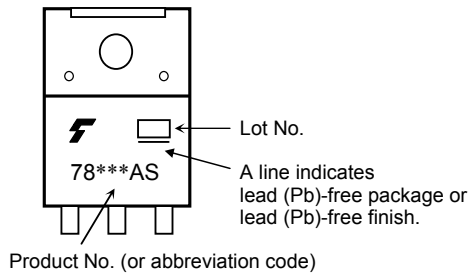 Lot No.
78***AS
A line indicates
lead (Pb)-free package or
lead (Pb)-free finish.
Product No. (or abbreviation code)